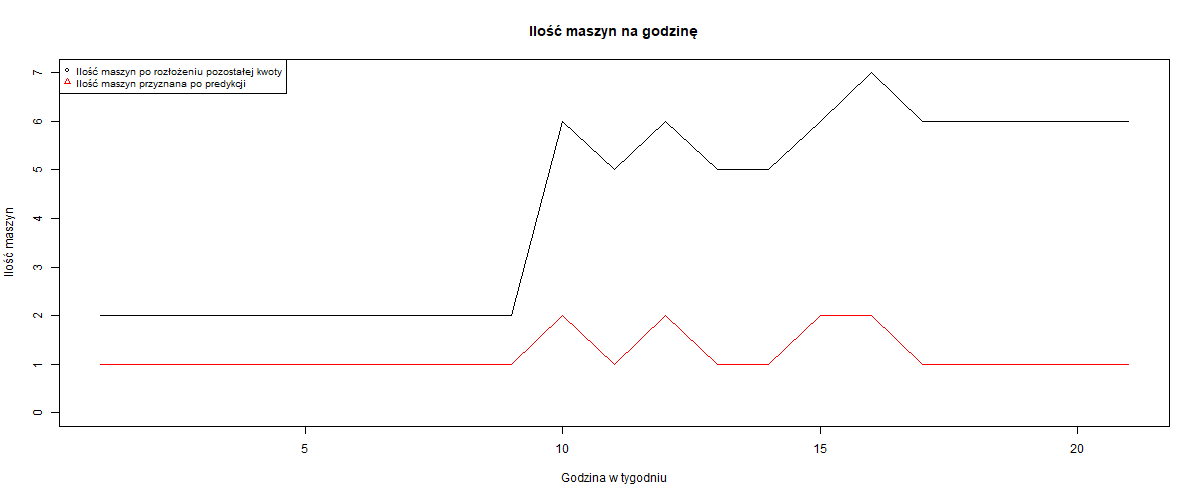 Ilość maszyn na godzinę
Ilość maszyn po rozłożeniu pozostałej kwoty
Ilość maszyn przyznana po predykcji
Ilość maszyn
7
6
5
4
3
2
1
0
5 10 15 20
Godzina w tygodniu